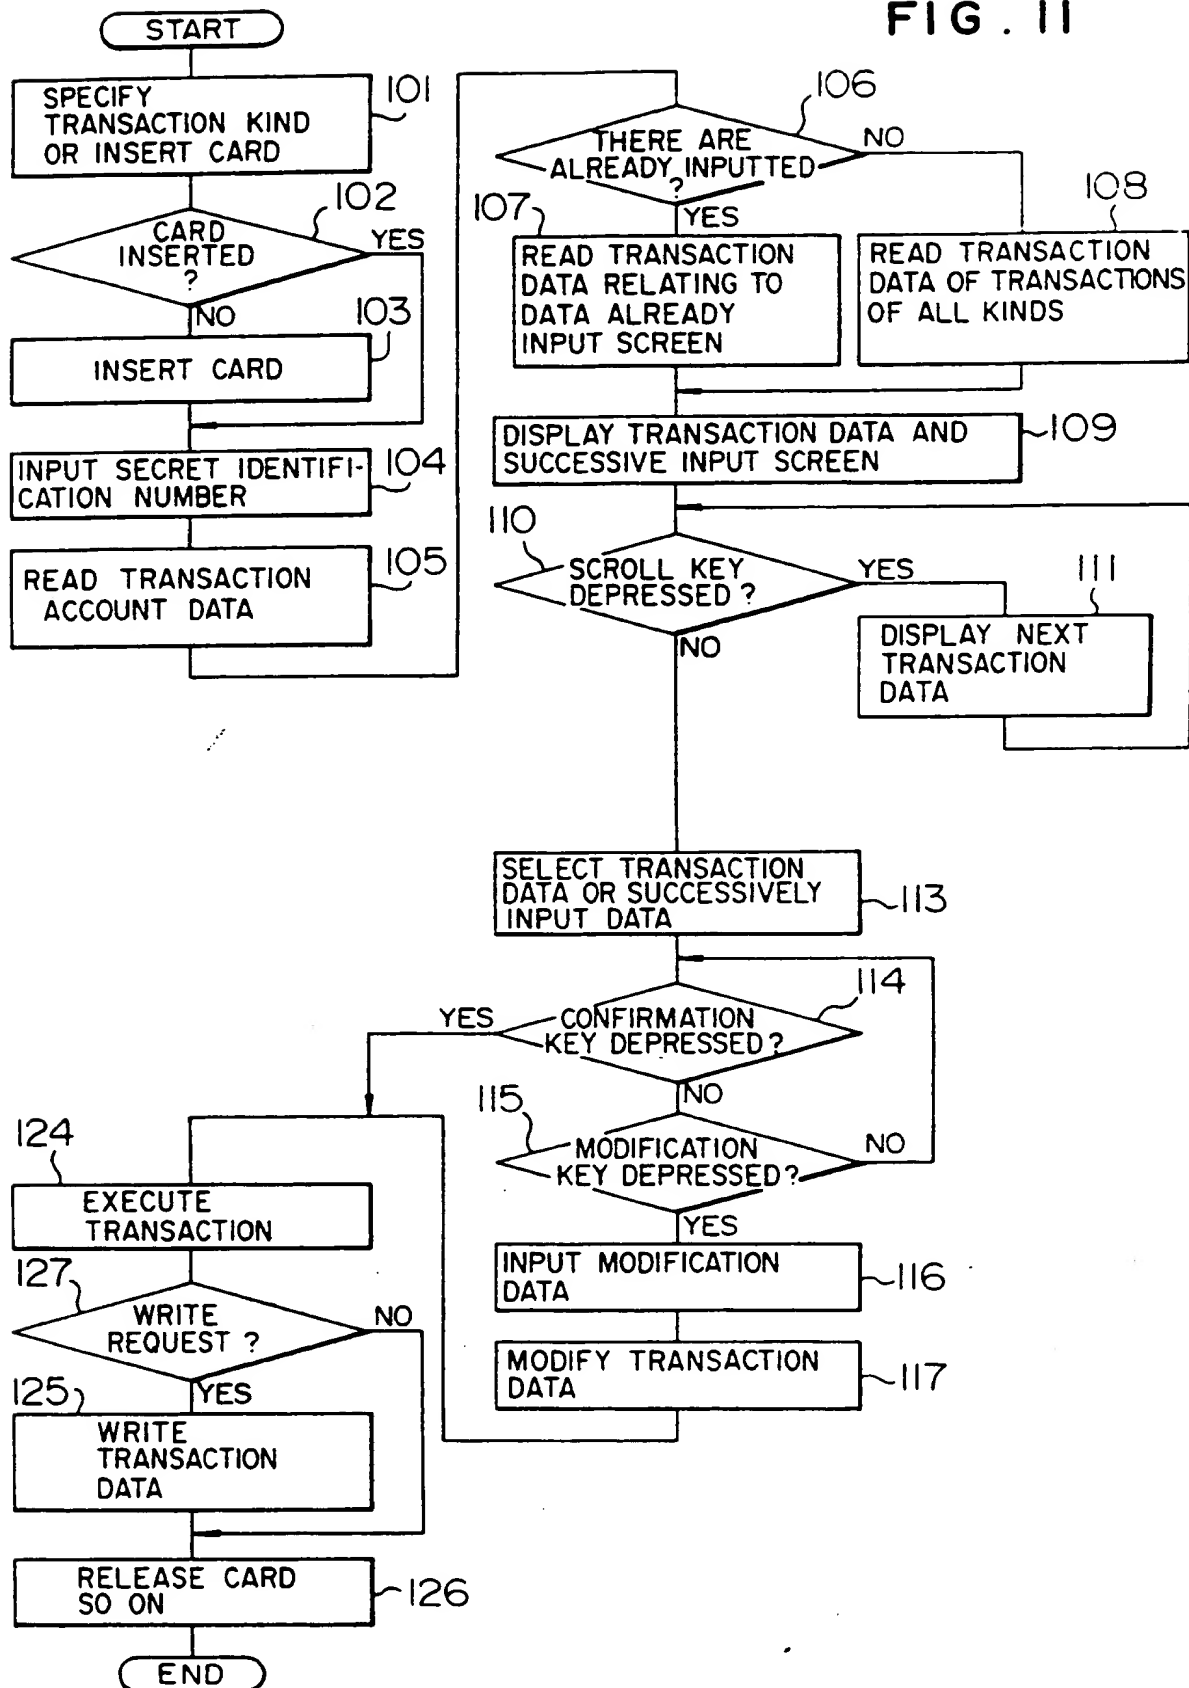 FIG. 11
START
SPECIFY
TRANSACTION KIND
OR INSERT CARD
101
102
CARD
INSERTED
?
YES
NO
103
INSERT CARD
INPUT SECRET IDENTIFI-
CATION NUMBER
104
READ TRANSACTION
ACCOUNT DATA
105
106
THERE ARE
ALREADY INPUTTED
?
NO
YES
107
READ TRANSACTION
DATA RELATING TO
DATA ALREADY
INPUT SCREEN
108
READ TRANSACTION
DATA OF TRANSACTIONS
OF ALL KINDS
DISPLAY TRANSACTION DATA AND
SUCCESSIVE INPUT SCREEN
109
110
SCROLL KEY
DEPRESSED ?
YES
NO
111
DISPLAY NEXT
TRANSACTION
DATA
SELECT TRANSACTION
DATA OR SUCCESSIVELY
INPUT DATA
113
114
CONFIRMATION
KEY DEPRESSED ?
YES
NO
115
MODIFICATION
KEY DEPRESSED ?
NO
YES
INPUT MODIFICATION
DATA
116
MODIFY TRANSACTION
DATA
117
124
EXECUTE
TRANSACTION
127
WRITE
REQUEST ?
NO
YES
125
WRITE
TRANSACTION
DATA
RELEASE CARD
SO ON
126
END